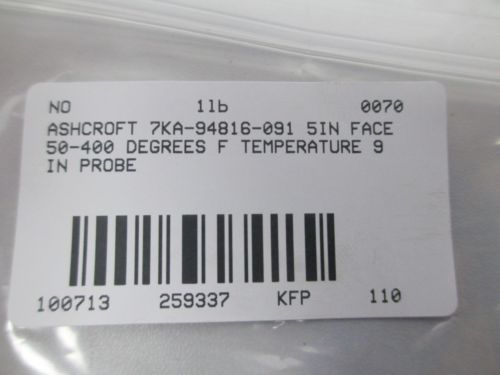 NO 1lb 0070
ASHCROFT 7KA-94816-091 5IN FACE
50-400 DEGREES F TEMPERATURE 9
IN PROBE
100713 259337 KFP 110